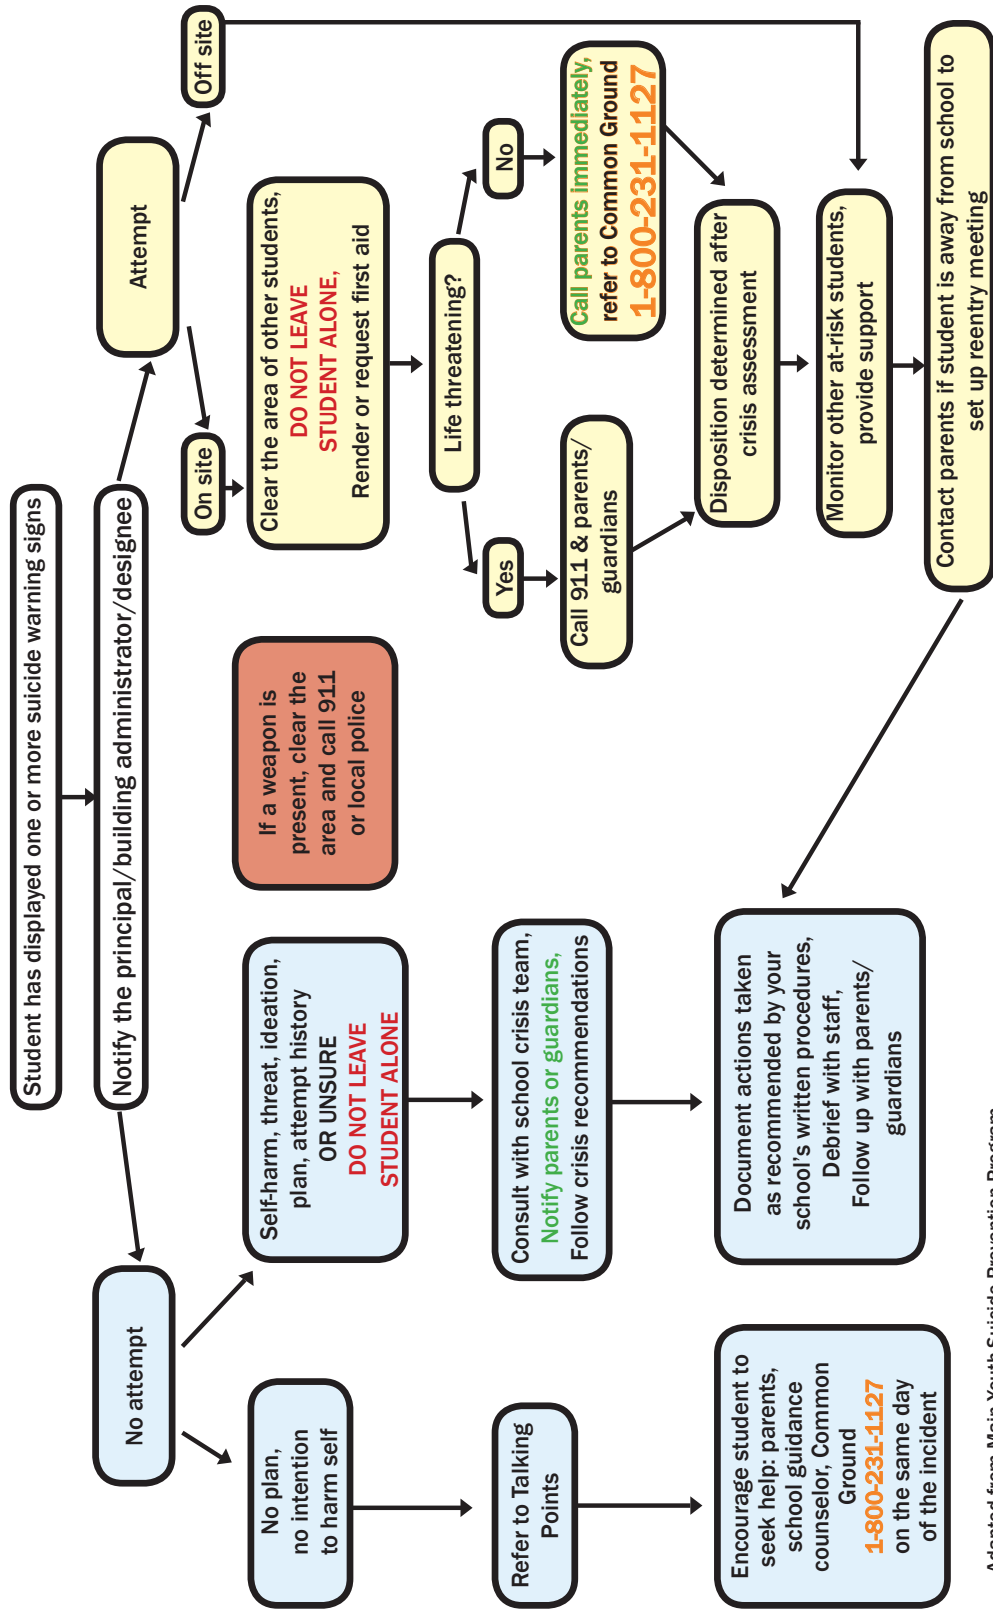 Student has displayed one or more suicide warning signs
Notify the principal/building administrator/designee
No attempt
Attempt
No plan,
no intention
to harm self
Refer to Talking
Points
Encourage student to
seek help: parents,
school guidance
counselor, Common
Ground
1-800-231-1127
on the same day
of the incident
Self-harm, threat, ideation,
plan, attempt history
OR UNSURE
DO NOT LEAVE
STUDENT ALONE
Consult with school crisis team,
Notify parents or guardians,
Follow crisis recommendations
Document actions taken
as recommended by your
school's written procedures,
Debrief with staff,
Follow up with parents/
guardians
If a weapon is
present, clear the
area and call 911
or local police
On site
Off site
Clear the area of other students,
DO NOT LEAVE
STUDENT ALONE,
Render or request first aid
Life threatening?
Yes
No
Call 911 & parents/
guardians
Call parents immediately,
refer to Common Ground
1-800-231-1127
Disposition determined after
crisis assessment
Monitor other at-risk students,
provide support
Contact parents if student is away from school to
set up reentry meeting
Adapted from Main Youth Suicide Prevention Program